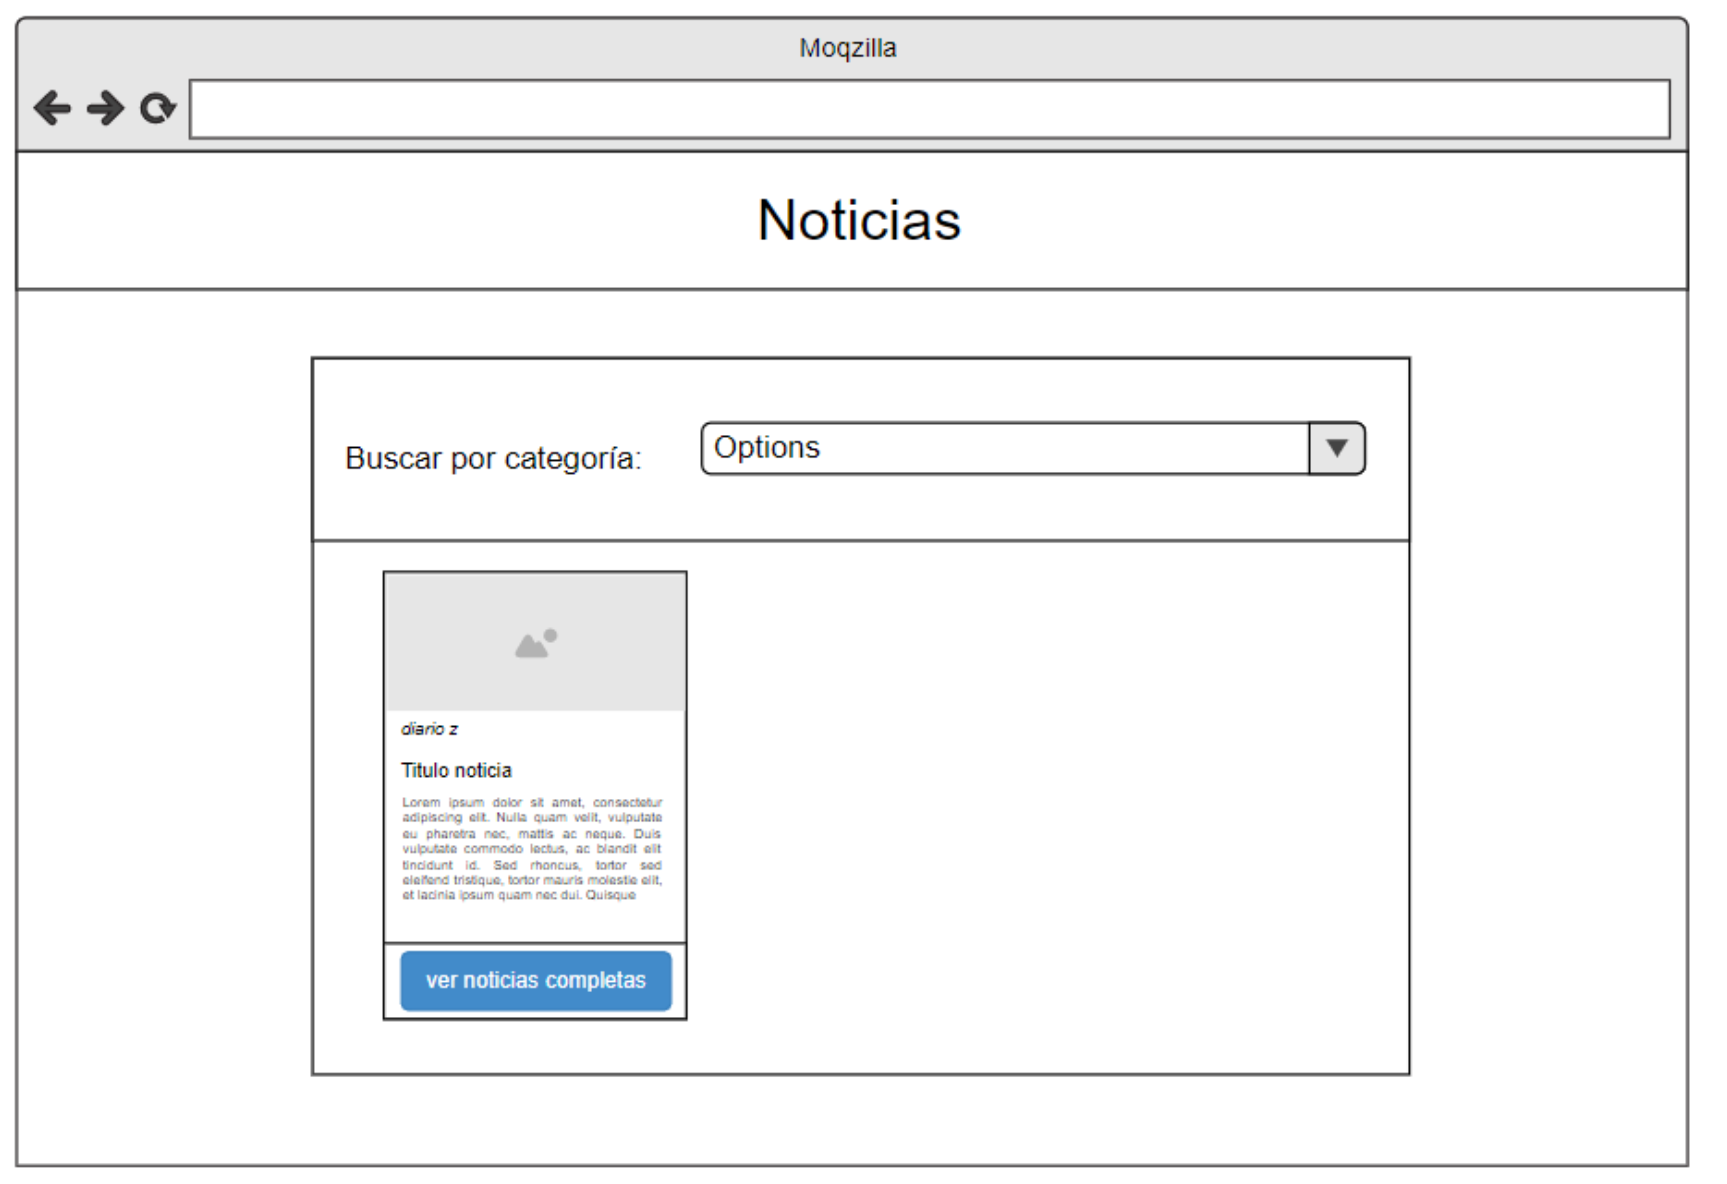 Moqzilla
Noticias
Buscar por categoría:
Options
diario z
Titulo noticia
Lorem ipsum dolor sit amet, consectetur
adipiscing elit. Nulla quam velit, vulputate
eu pharetra nec, mattis ac neque. Duis
vulputate commodo lectus, ac blandit elit
tincidunt id. Sed rhoncus, tortor sed
eleifend tristique, tortor mauris molestie elit,
et lacinia ipsum quam nec dui. Quisque
ver noticias completas